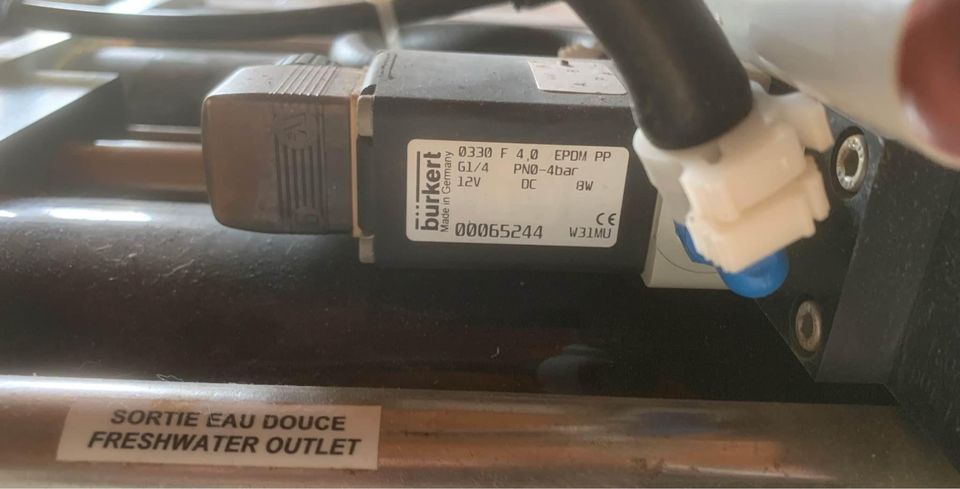 bürkert
Made in Germany
0330 F 4,0 EPDM PP
G1/4 PN0-4bar
12V DC 8W
CE
00065244 W31MU
SORTIE EAU DOUCE
FRESHWATER OUTLET